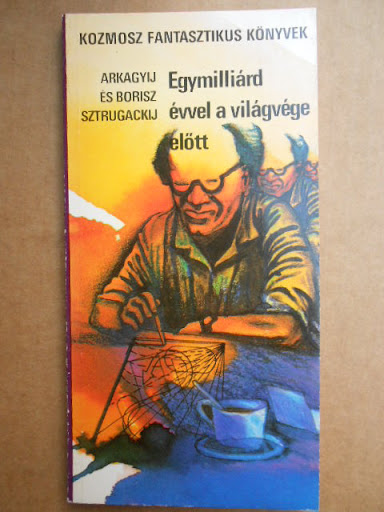 KOZMOSZ FANTASZTIKUS KÖNYVEK
ARKAGYIJ
ÉS BORISZ
SZTRUGACKIJ
Egymilliárd
évvel a világvége
előtt